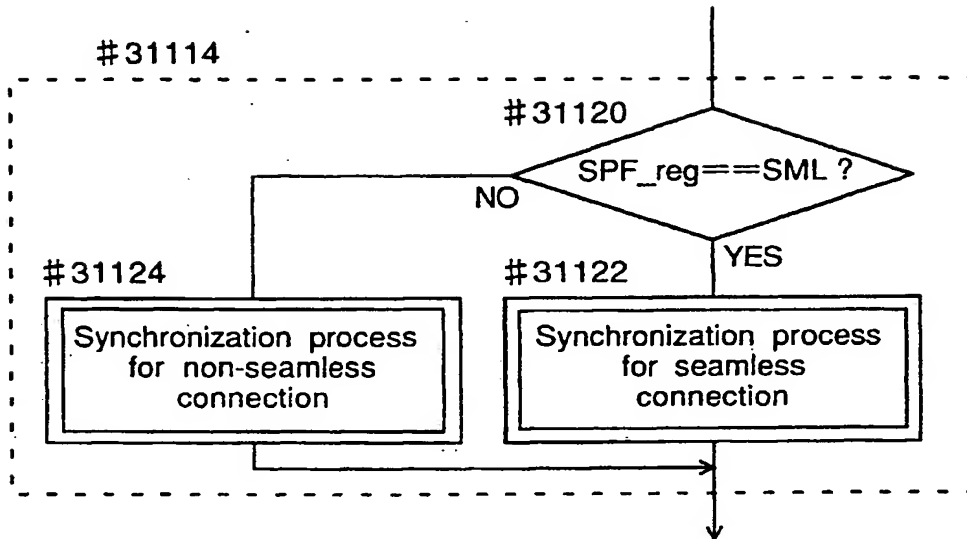 #31114
#31120
SPF_reg==SML ?
NO
YES
#31124
#31122
Synchronization process
for non-seamless
connection
Synchronization process
for seamless
connection